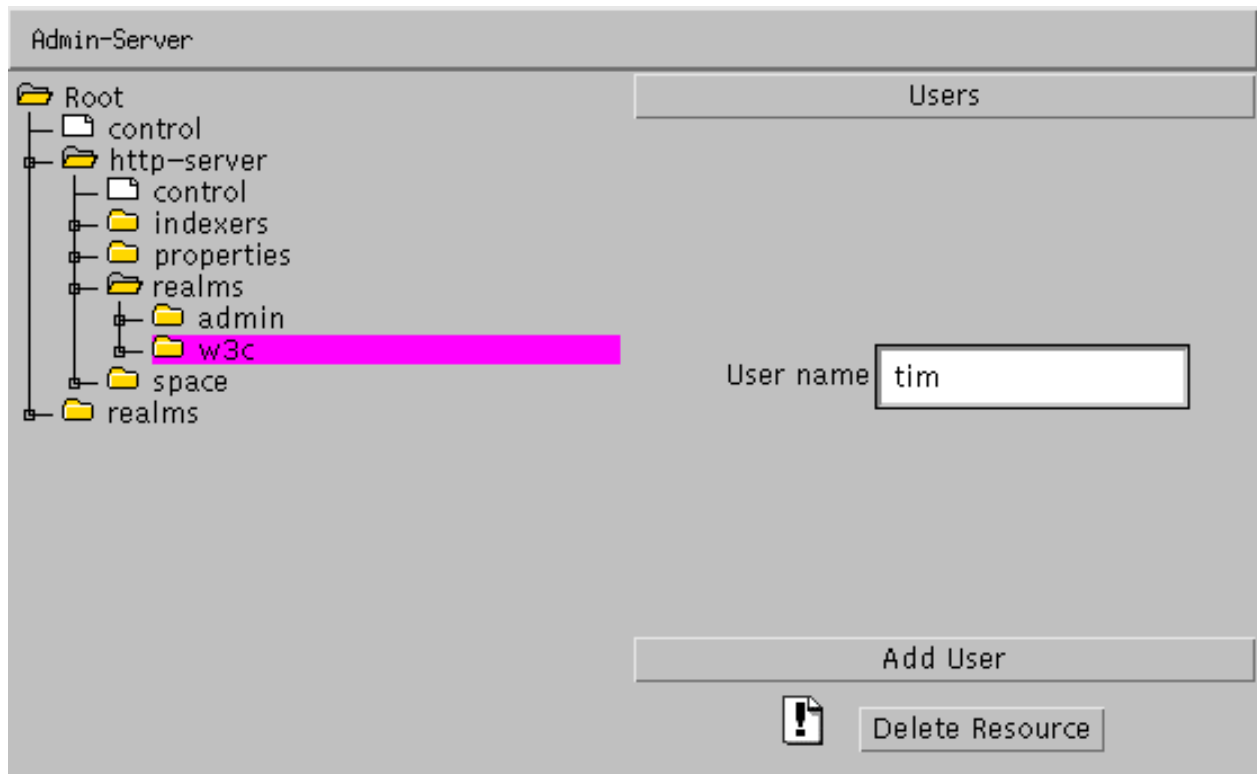 Admin-Server
Root
control
http-server
control
indexers
properties
realms
admin
w3c
space
realms
Users
User name tim
Add User
Delete Resource